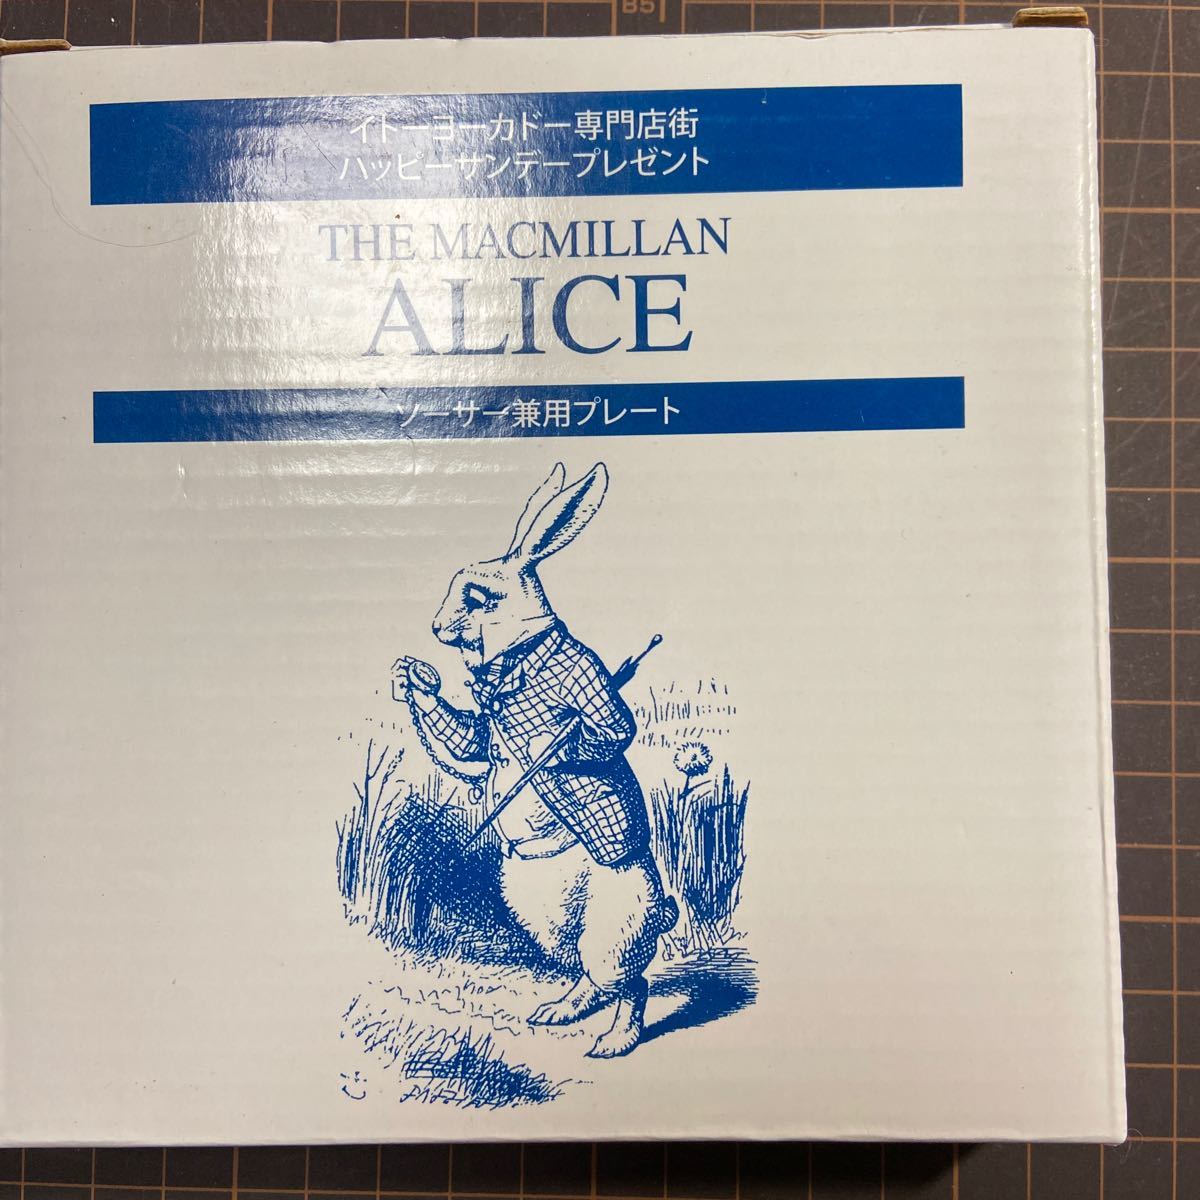 B5
イトーヨーカドー専門店街
ハッピーサンデープレゼント
THE MACMILLAN
ALICE
ソーサー兼用プレート